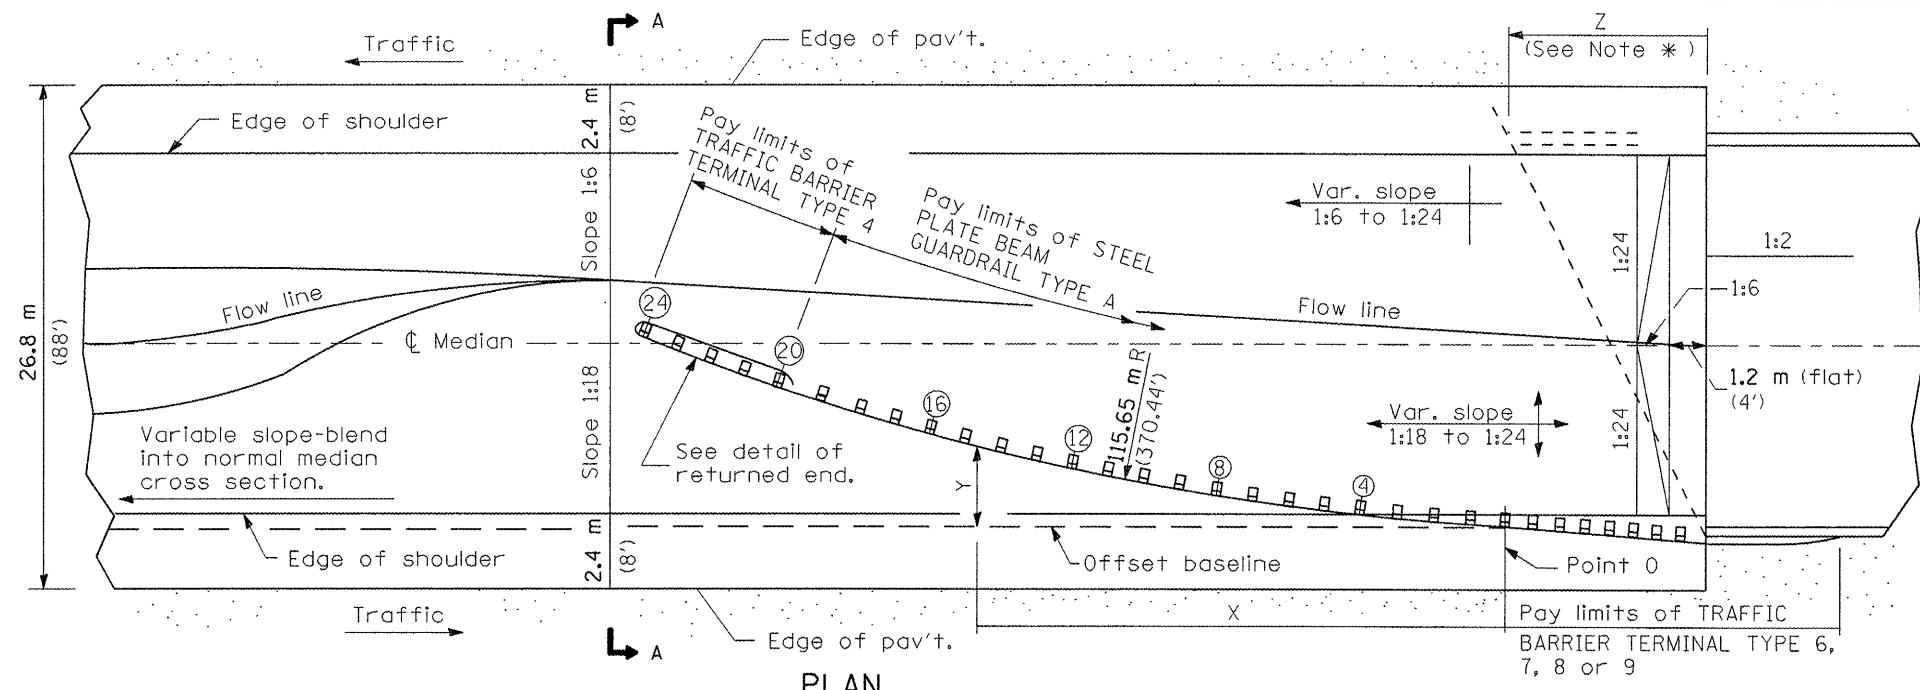 A
Z
(See Note *)
Traffic
Edge of pav't.
Edge of shoulder
2.4 m
(8')
Pay limits of
TRAFFIC BARRIER
TERMINAL TYPE 4
Pay limits of STEEL
PLATE BEAM
GUARDRAIL TYPE A
Slope 1:6
Var. slope
1:6 to 1:24
1:24
1:2
1:6
Flow line
24
Flow line
26.8 m
(88')
℄ Median
20
1.2 m (flat)
(4')
115.65 m R
(370.44')
16
12
8
4
Slope 1:18
Var. slope
1:18 to 1:24
1:24
Variable slope-blend
into normal median
cross section.
See detail of
returned end.
Y
2.4 m
(8')
Edge of shoulder
Offset baseline
Point 0
X
Traffic
Edge of pav't.
Pay limits of TRAFFIC
BARRIER TERMINAL TYPE 6,
7, 8 or 9
A
PLAN